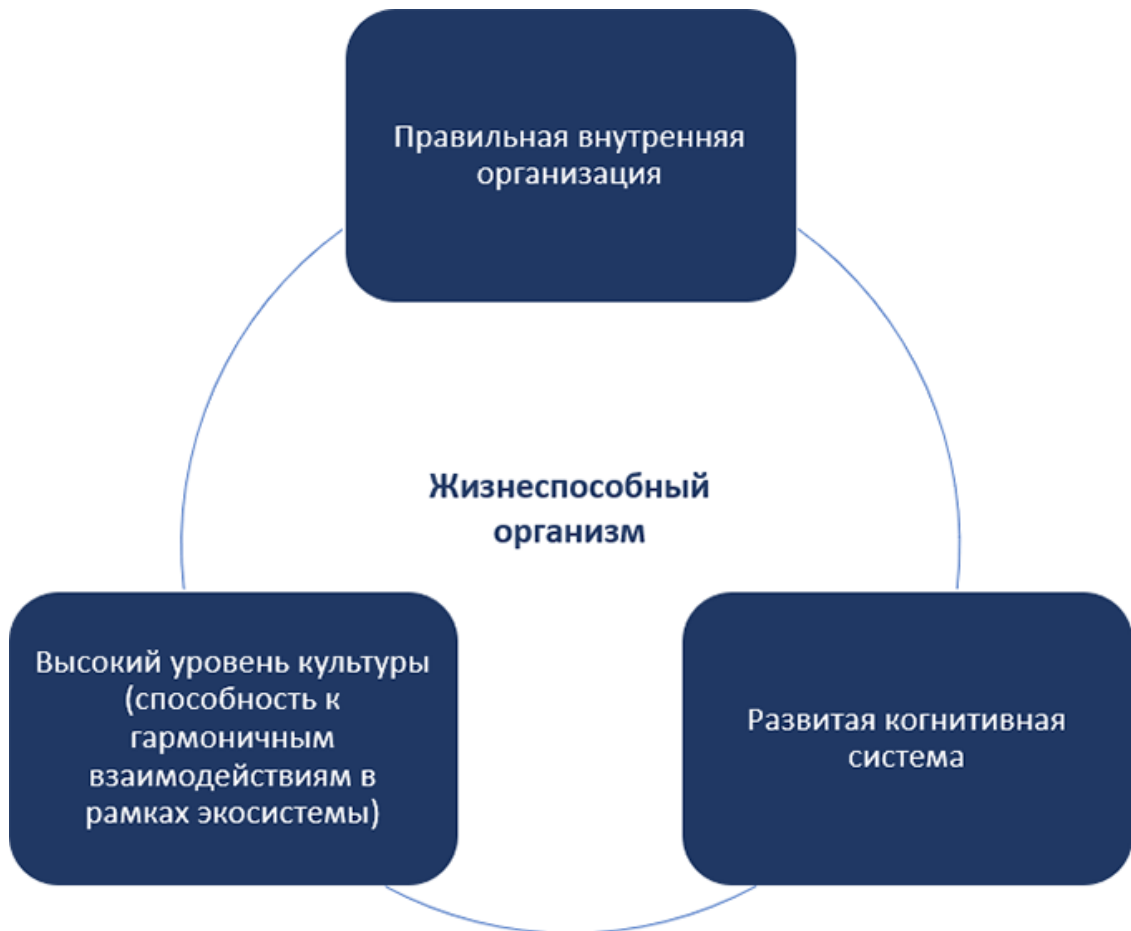 Правильная внутренняя
организация
Жизнеспособный
организм
Высокий уровень культуры
(способность к
гармоничным
взаимодействиям в
рамках экосистемы)
Развитая когнитивная
система